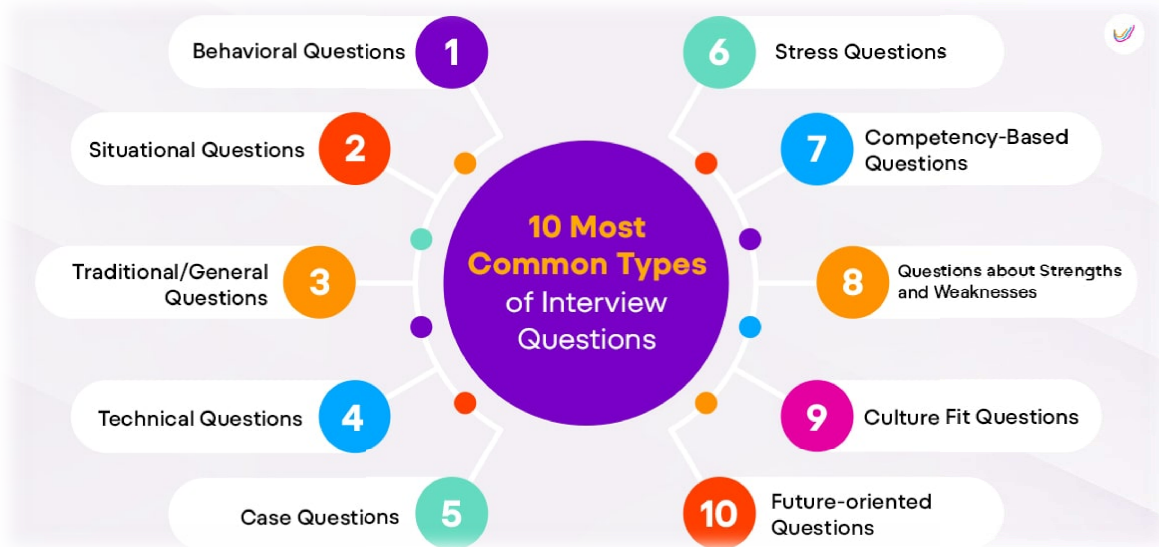 1
Behavioral Questions
2
Situational Questions
3
Traditional/General
Questions
4
Technical Questions
5
Case Questions
10 Most
Common Types
of Interview
Questions
6
Stress Questions
7
Competency-Based
Questions
8
Questions about Strengths
and Weaknesses
9
Culture Fit Questions
10
Future-oriented
Questions